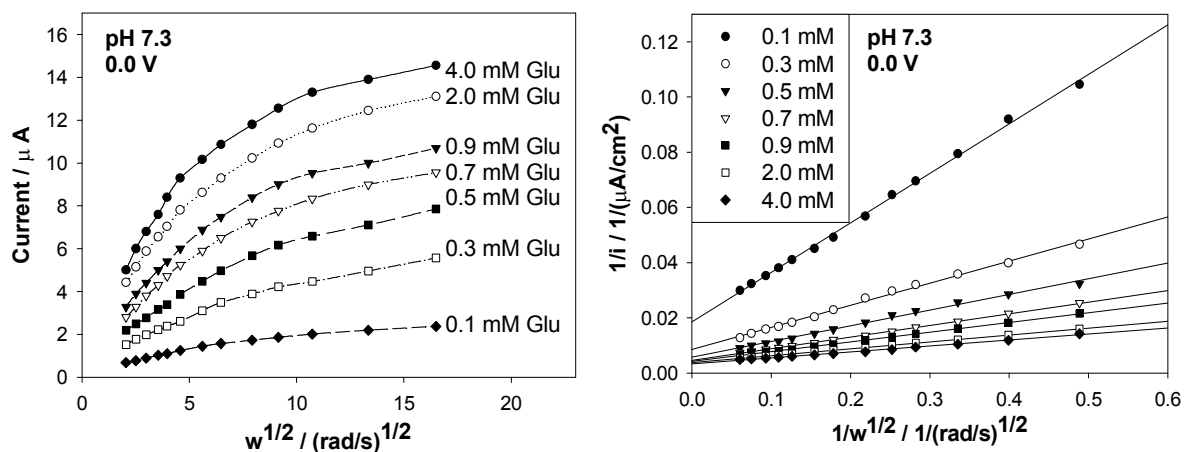 16
14
12
10
8
6
4
2
0
Current / μ A
pH 7.3
0.0 V
4.0 mM Glu
2.0 mM Glu
0.9 mM Glu
0.7 mM Glu
0.5 mM Glu
0.3 mM Glu
0.1 mM Glu
0 5 10 15 20
w^1/2 / (rad/s)^1/2
0.12
0.10
0.08
0.06
0.04
0.02
0.00
1/i / 1/(μA/cm²)
0.1 mM
0.3 mM
0.5 mM
0.7 mM
0.9 mM
2.0 mM
4.0 mM
pH 7.3
0.0 V
0.0 0.1 0.2 0.3 0.4 0.5 0.6
1/w^1/2 / 1/(rad/s)^1/2